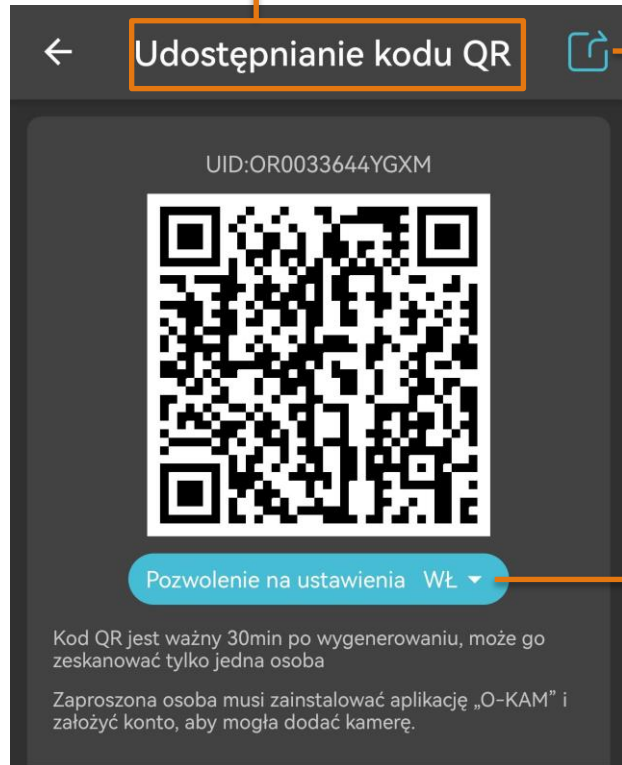 Udostępnianie kodu QR
UID:OR0033644YGXM
Pozwolenie na ustawienia WŁ
Kod QR jest ważny 30min po wygenerowaniu, może go
zeskanować tylko jedna osoba
Zaproszona osoba musi zainstalować aplikację „O-KAM” i
założyć konto, aby mogła dodać kamerę.